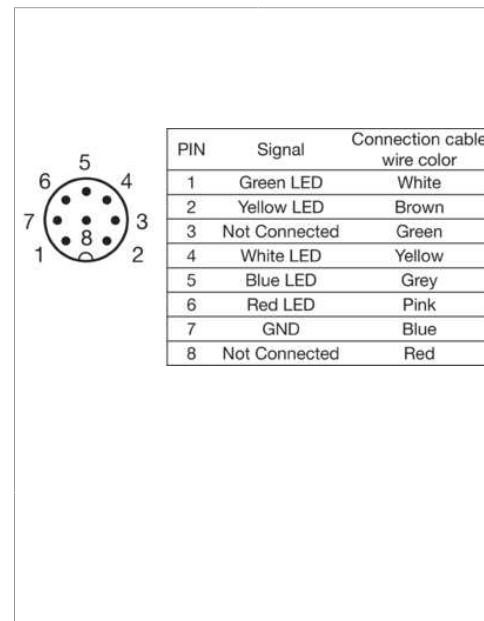 5
6 4
7 3
8
1 2
PIN Signal Connection cable wire color
1 Green LED White
2 Yellow LED Brown
3 Not Connected Green
4 White LED Yellow
5 Blue LED Grey
6 Red LED Pink
7 GND Blue
8 Not Connected Red